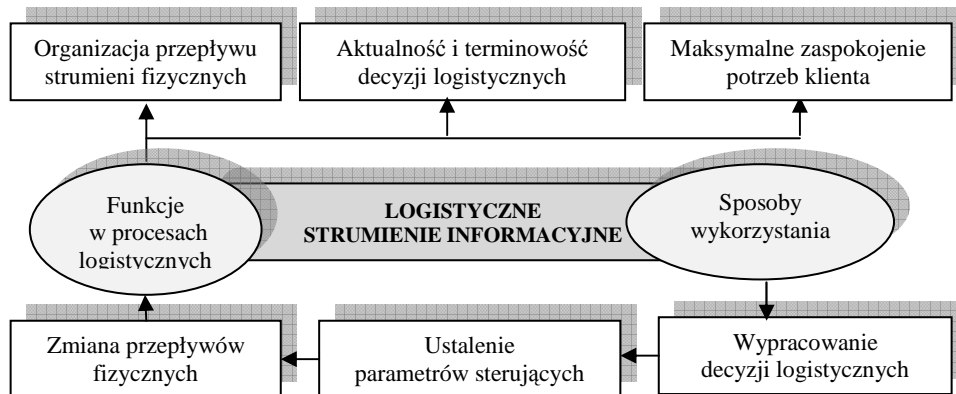 Organizacja przepływu
strumieni fizycznych
Aktualność i terminowość
decyzji logistycznych
Maksymalne zaspokojenie
potrzeb klienta
Funkcje
w procesach
logistycznych
LOGISTYCZNE
STRUMIENIE INFORMACYJNE
Sposoby
wykorzystania
Zmiana przepływów
fizycznych
Ustalenie
parametrów sterujących
Wypracowanie
decyzji logistycznych